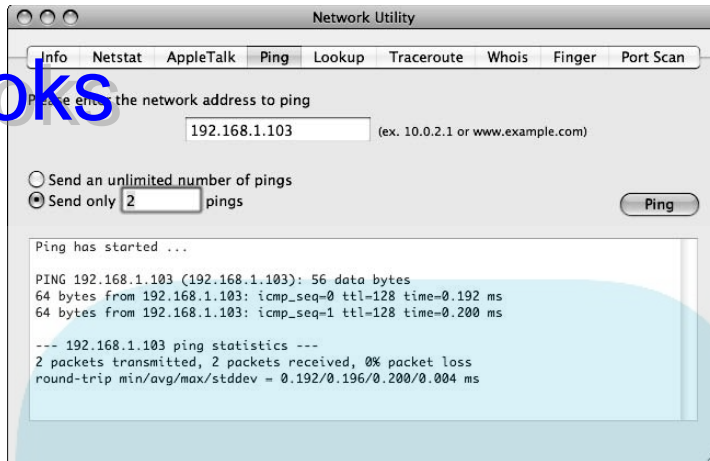 Network Utility
Info Netstat AppleTalk Ping Lookup Traceroute Whois Finger Port Scan
oks
Please enter the network address to ping
192.168.1.103 (ex. 10.0.2.1 or www.example.com)
Send an unlimited number of pings
Send only 2 pings
Ping
Ping has started ...
PING 192.168.1.103 (192.168.1.103): 56 data bytes
64 bytes from 192.168.1.103: icmp_seq=0 ttl=128 time=0.192 ms
64 bytes from 192.168.1.103: icmp_seq=1 ttl=128 time=0.200 ms
--- 192.168.1.103 ping statistics ---
2 packets transmitted, 2 packets received, 0% packet loss
round-trip min/avg/max/stddev = 0.192/0.196/0.200/0.004 ms